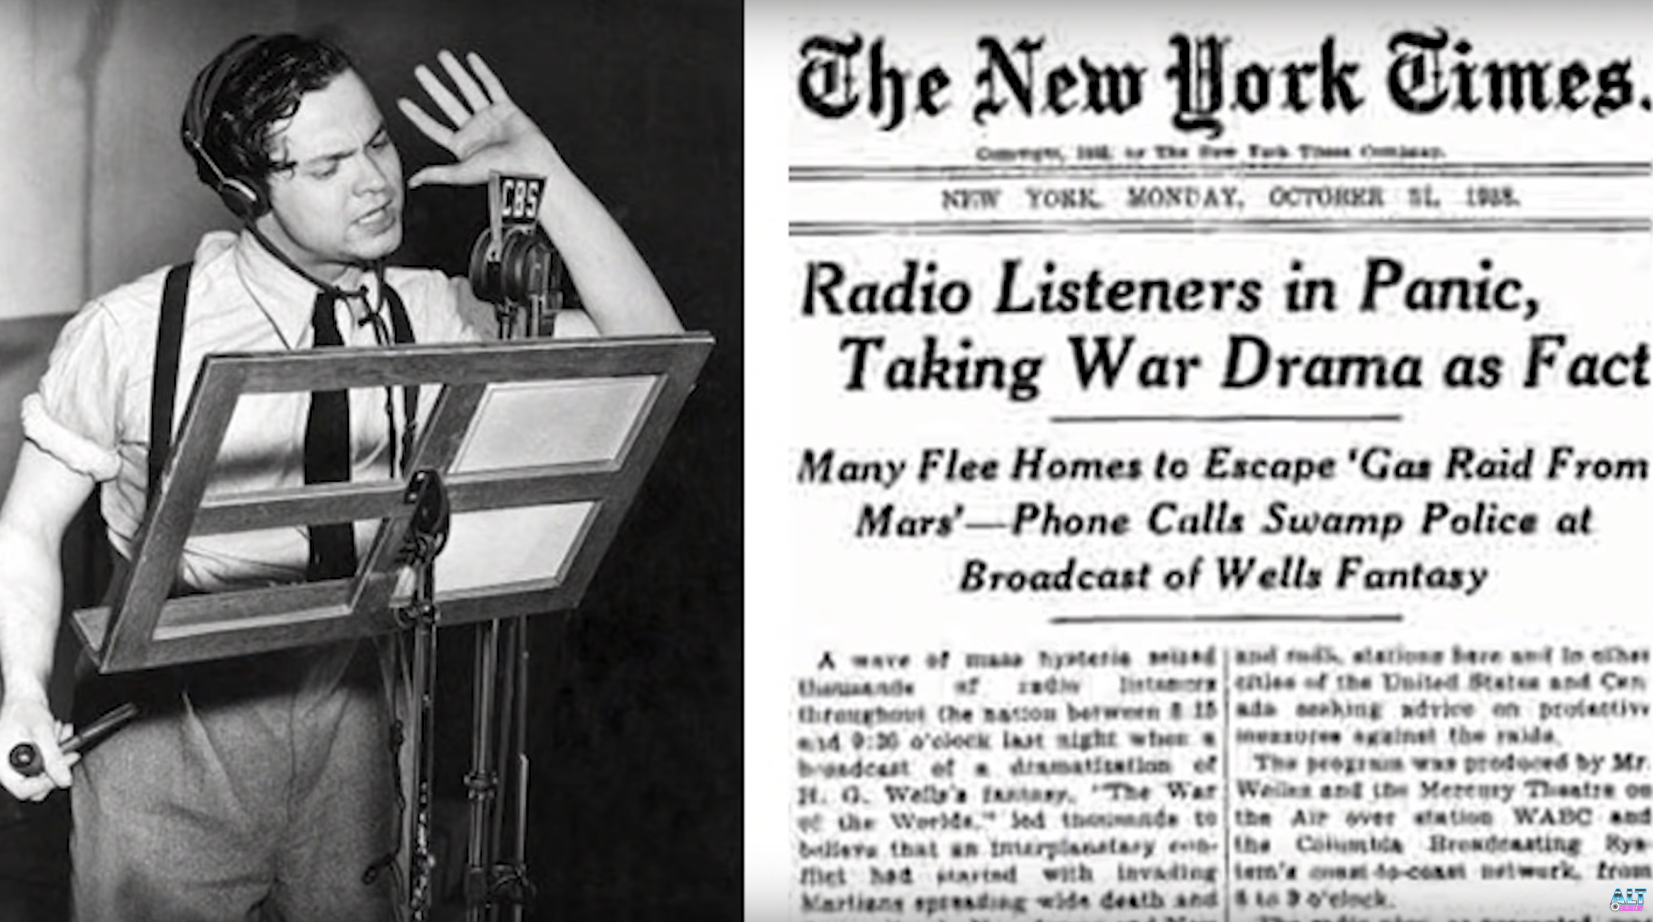 CBS
The New York Times.
Copyright, 1938, by The New York Times Company.
NEW YORK, MONDAY, OCTOBER 31, 1938.
Radio Listeners in Panic,
Taking War Drama as Fact
Many Flee Homes to Escape 'Gas Raid From
Mars'—Phone Calls Swamp Police at
Broadcast of Wells Fantasy
A wave of mass hysteria seized
thousands of radio listeners
throughout the nation between 8:15
and 9:30 o'clock last night when a
broadcast of a dramatization of
H. G. Wells's fantasy, "The War
of the Worlds," led thousands to
believe that an interplanetary con-
flict had started with invading
Martians spreading wide death and
and radio stations here and in other
cities of the United States and Can
ada seeking advice on protective
measures against the raids.
The program was produced by Mr.
Welles and the Mercury Theatre on
the Air over station WABC and
the Columbia Broadcasting Sys-
tem's coast-to-coast network, from
8 to 9 o'clock.
ALT